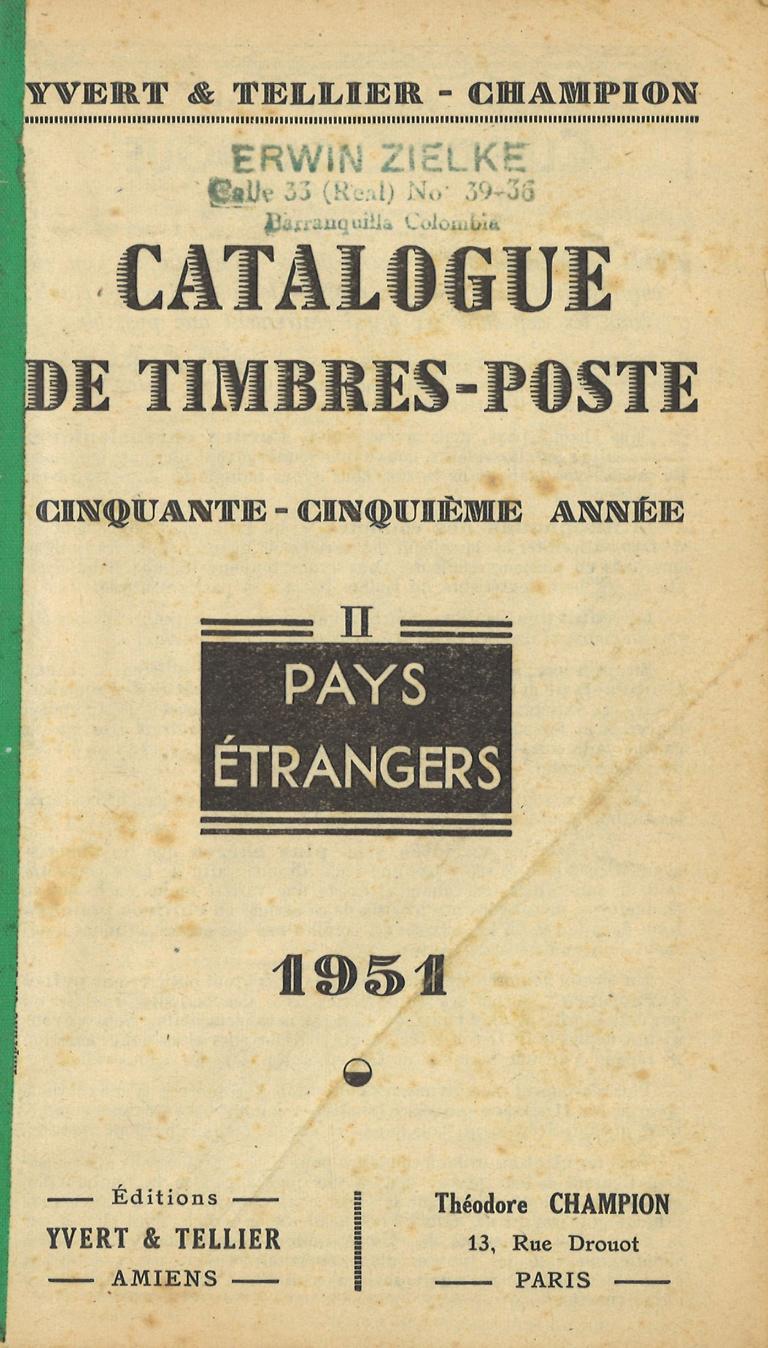 YVERT & TELLIER - CHAMPION
ERWIN ZIELKE
Calle 33 (Real) No 39-36
Barranquilla Colombia
CATALOGUE
DE TIMBRES-POSTE
CINQUANTE-CINQUIÈME ANNÉE
II
PAYS
ÉTRANGERS
1951
Éditions
YVERT & TELLIER
AMIENS
Théodore CHAMPION
13, Rue Drouot
PARIS